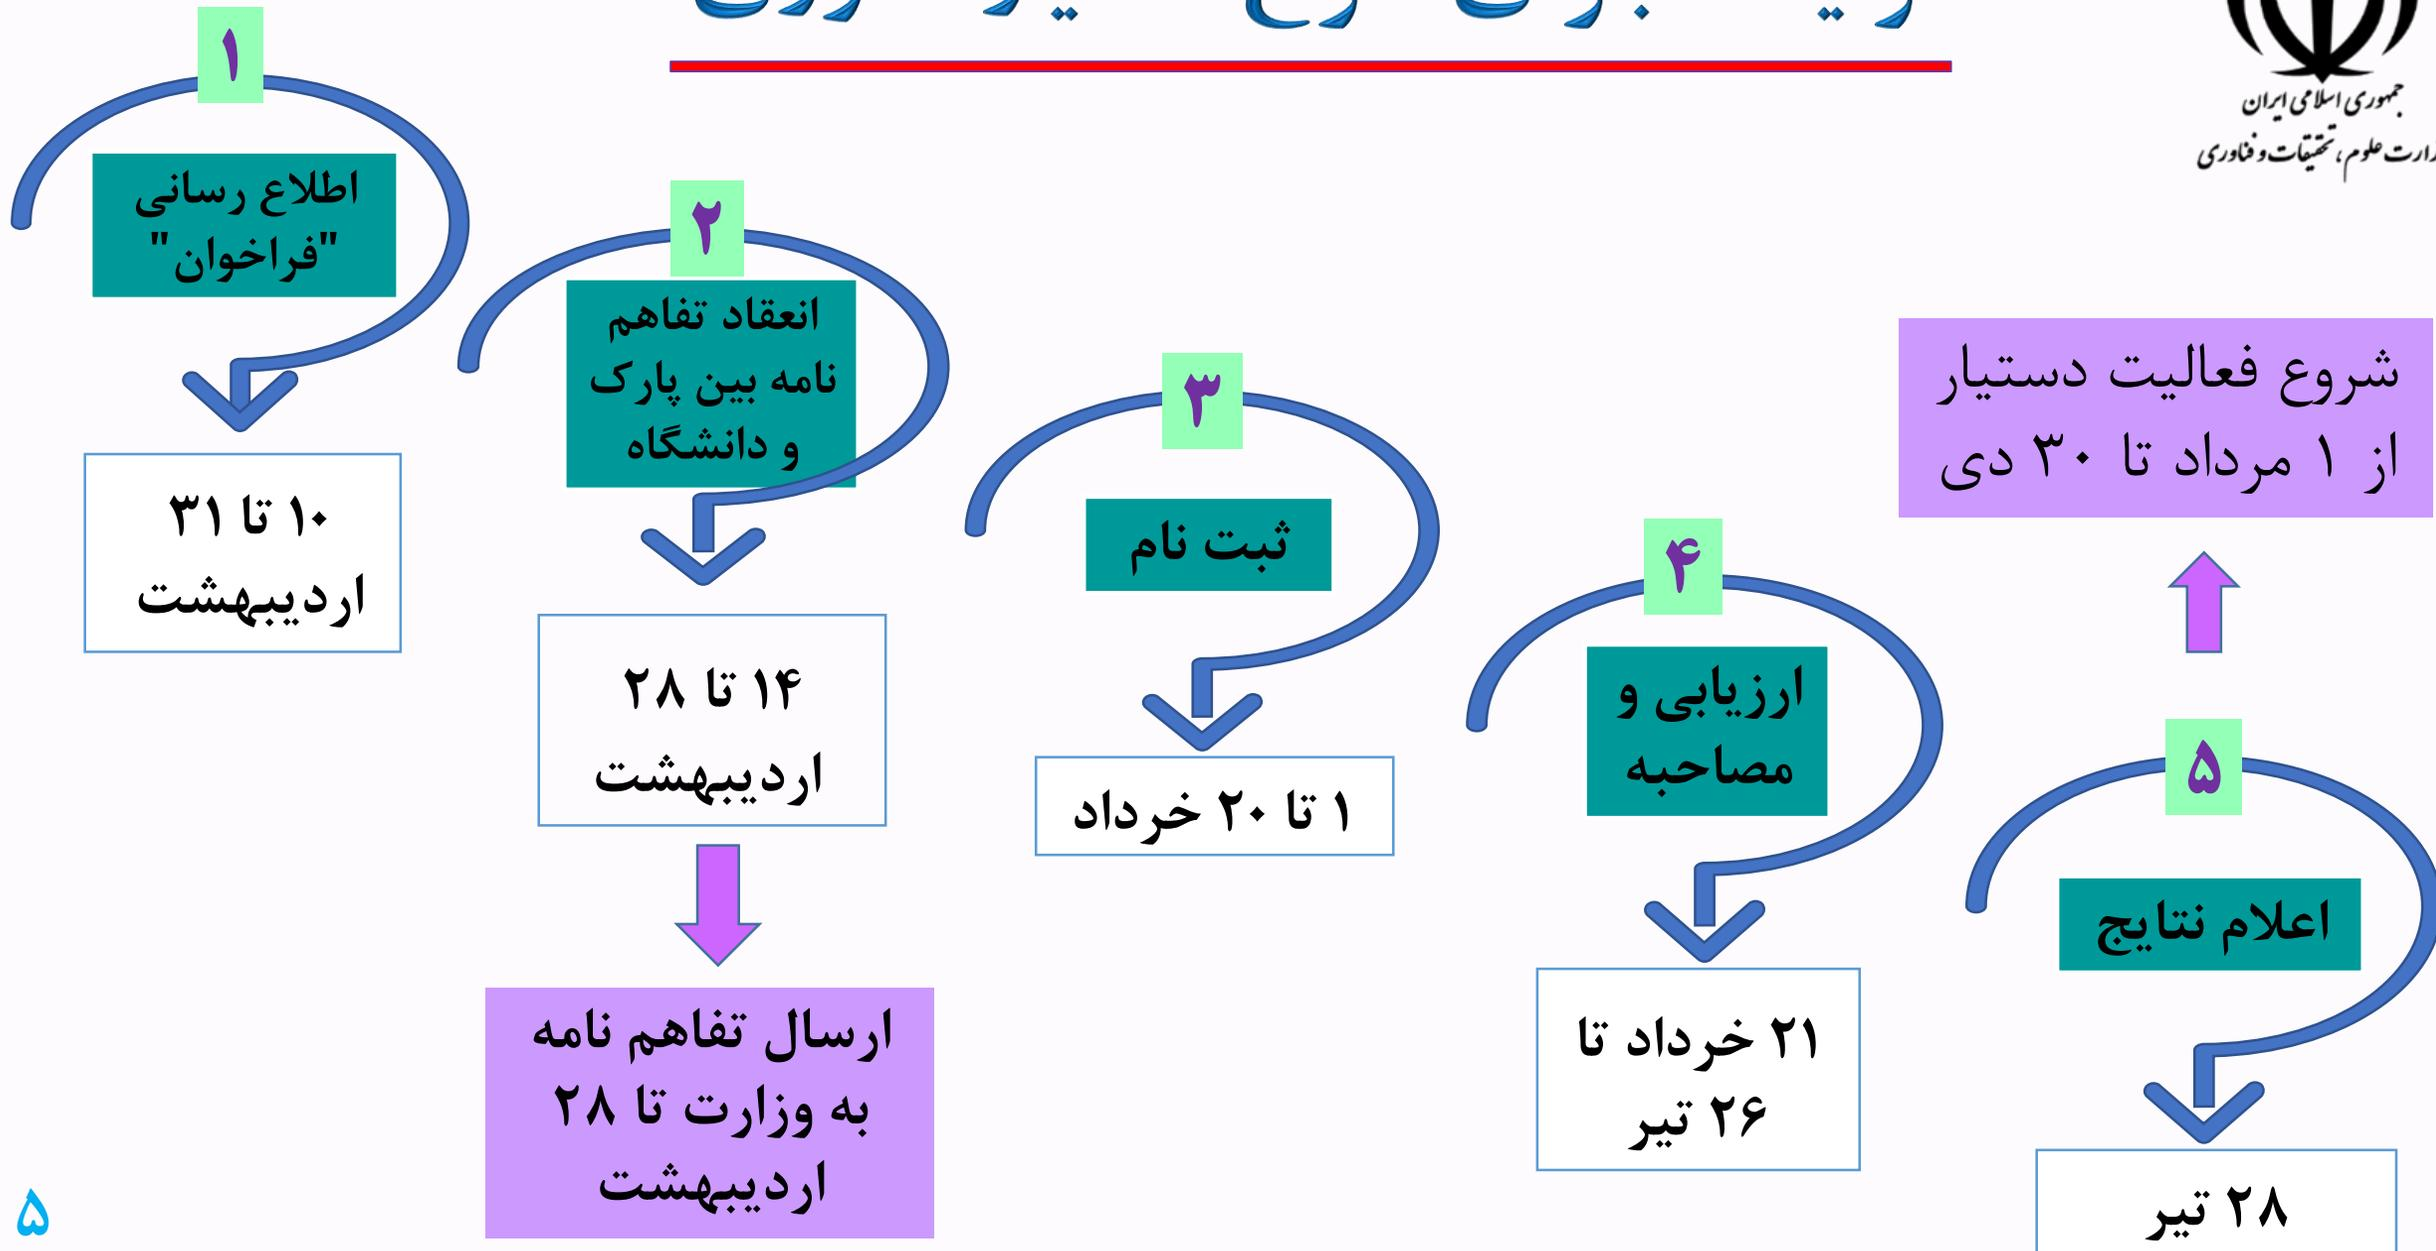 جمهوری اسلامی ایران
علوم، تحقیقات و فناوری
۱
اطلاع رسانی
"فراخوان"
۱۰ تا ۳۱
اردیبهشت
۲
انعقاد تفاهم
نامه بین پارک
و دانشگاه
۱۴ تا ۲۸
اردیبهشت
ارسال تفاهم نامه
به وزارت تا ۲۸
اردیبهشت
۳
ثبت نام
۱ تا ۲۰ خرداد
۴
ارزیابی و
مصاحبه
۲۱ خرداد تا
۲۶ تیر
۵
اعلام نتایج
۲۸ تیر
شروع فعالیت دستیار
از ۱ مرداد تا ۳۰ دی
۵